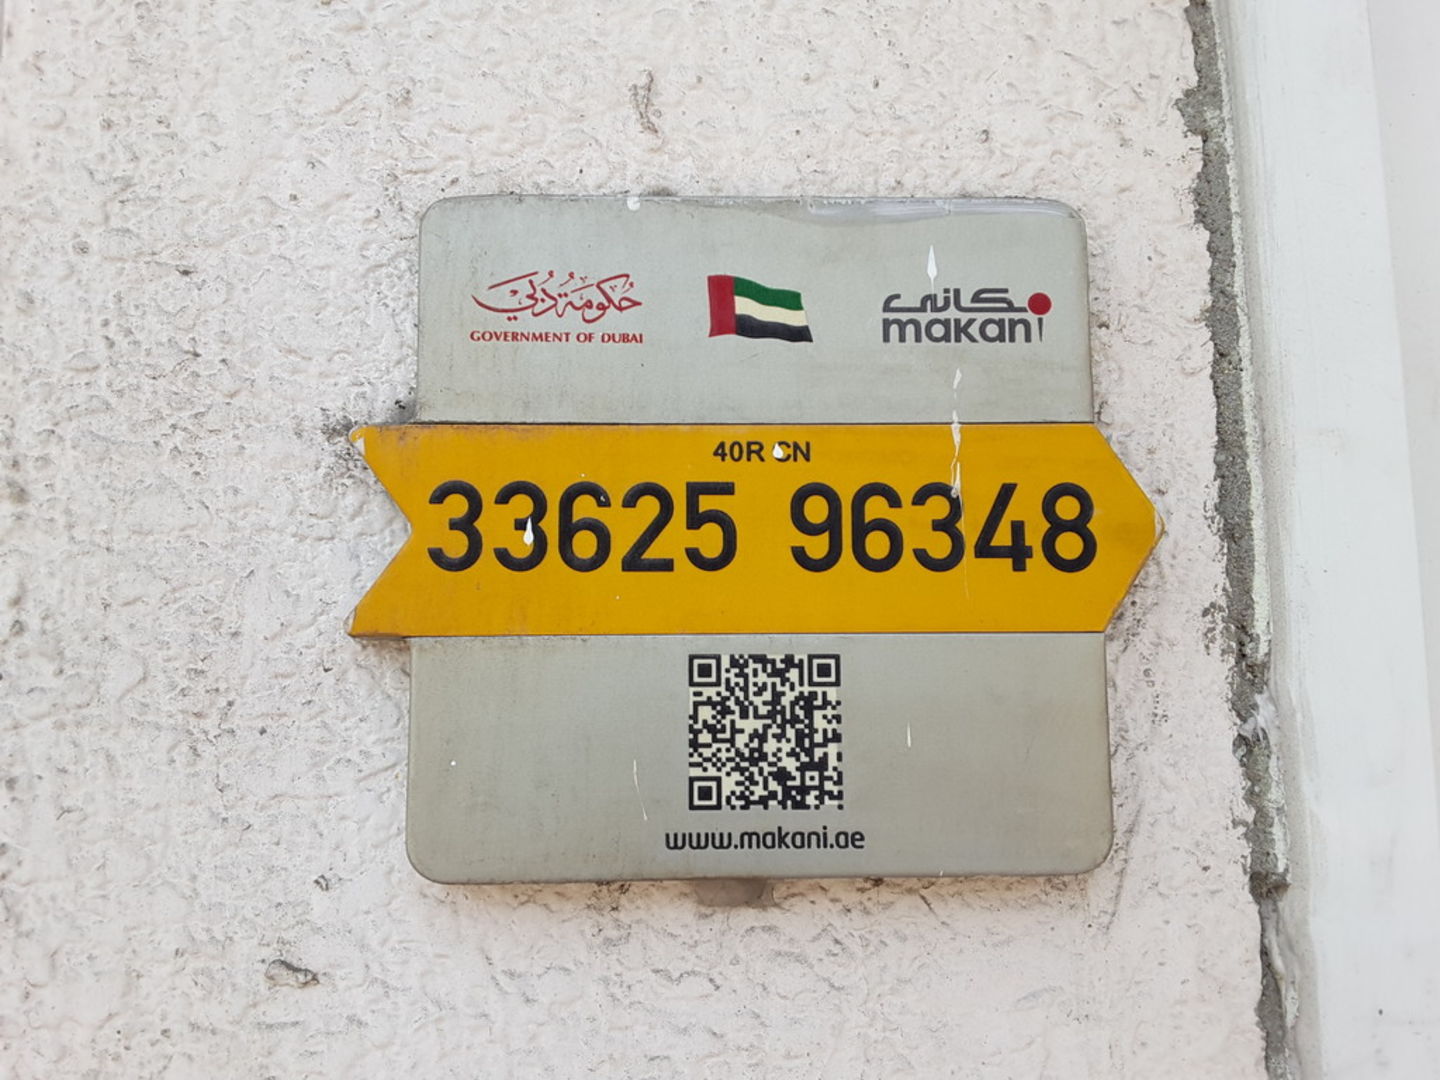 حكومة دبي
GOVERNMENT OF DUBAI
مكاني
makani
40R CN
33625 96348
www.makani.ae